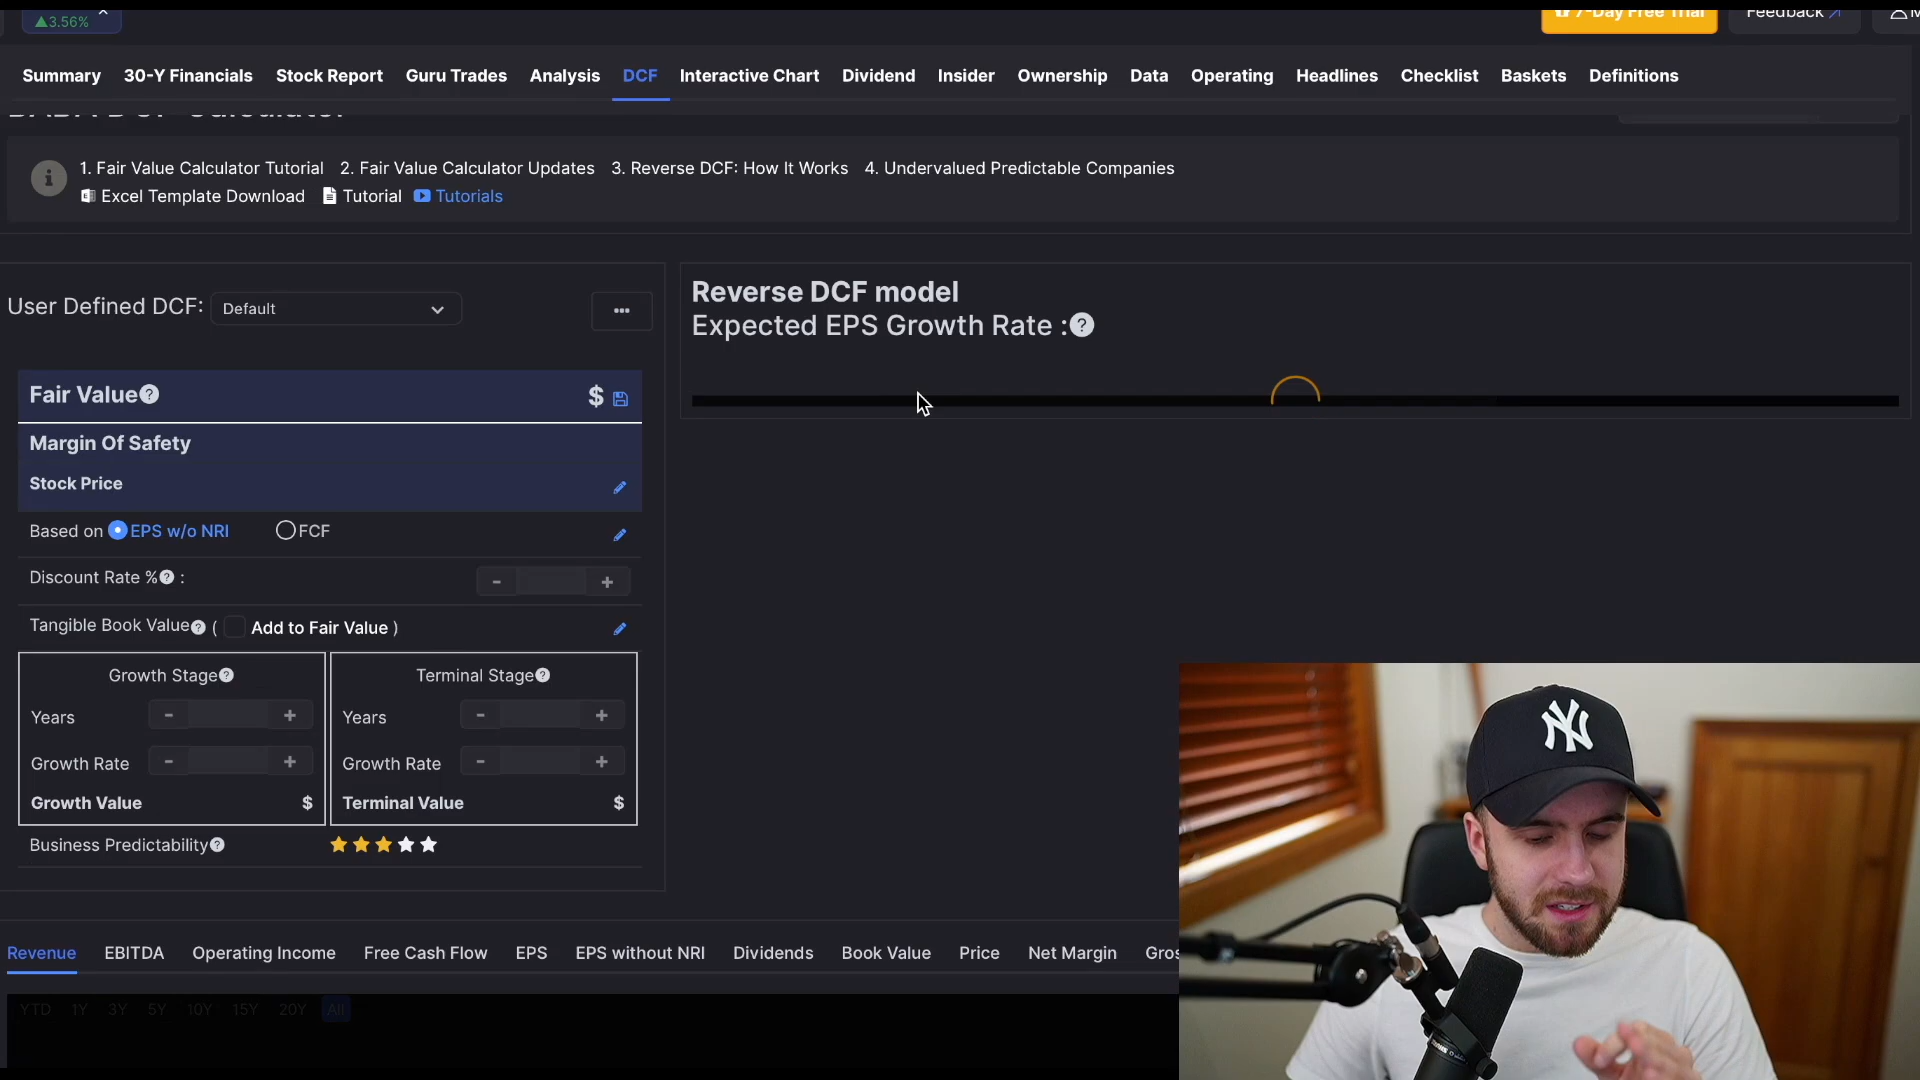 ▲3.56%
7-Day Free Trial
Feedback
Summary 30-Y Financials Stock Report Guru Trades Analysis DCF Interactive Chart Dividend Insider Ownership Data Operating Headlines Checklist Baskets Definitions
BABA DCF Calculator
1. Fair Value Calculator Tutorial 2. Fair Value Calculator Updates 3. Reverse DCF: How It Works 4. Undervalued Predictable Companies
Excel Template Download Tutorial Tutorials
User Defined DCF: Default
Reverse DCF model
Expected EPS Growth Rate :
Fair Value $
Margin Of Safety
Stock Price
Based on EPS w/o NRI FCF
Discount Rate % : - +
Tangible Book Value ( Add to Fair Value )
Growth Stage Terminal Stage
Years - + Years - +
Growth Rate - + Growth Rate - +
Growth Value $ Terminal Value $
Business Predictability
Revenue EBITDA Operating Income Free Cash Flow EPS EPS without NRI Dividends Book Value Price Net Margin
YTD 1Y 3Y 5Y 10Y 15Y 20Y All
NY